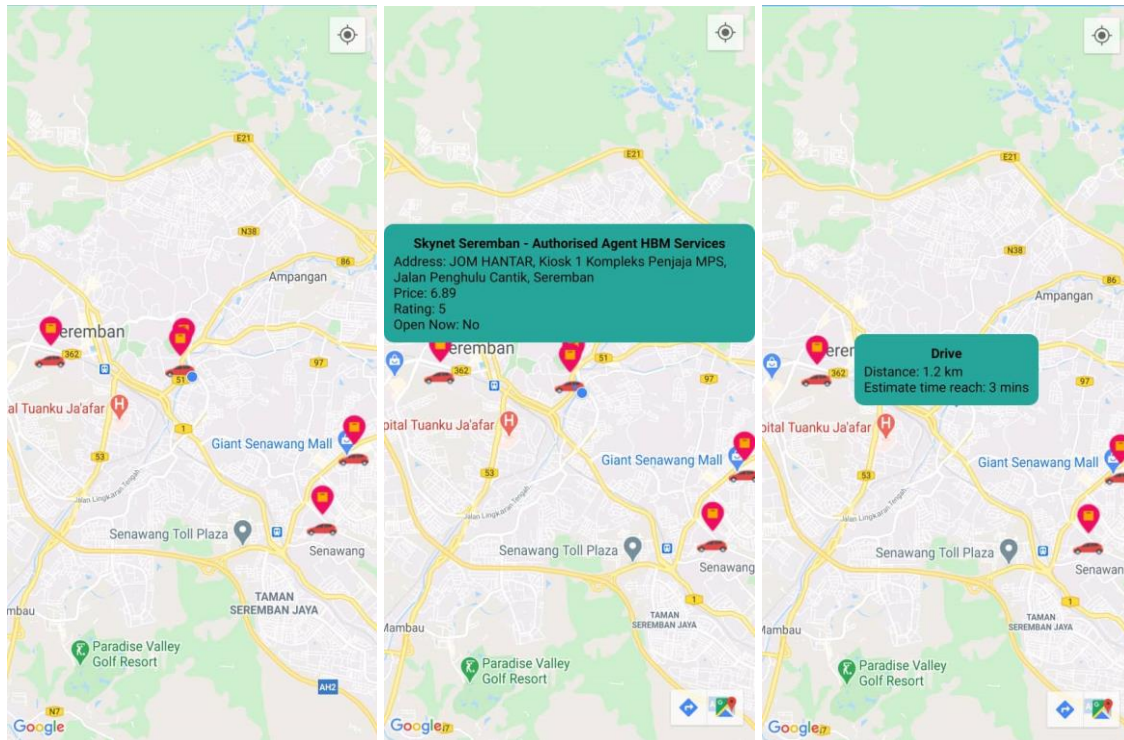 E21
N38
86
Ampangan
eremban
362
51
97
al Tuanku Ja'afar
H
1
Giant Senawang Mall
53
Jalan Lingkaran Tengah
Senawang Toll Plaza
Senawang
TAMAN
SEREMBAN JAYA
mbau
Paradise Valley
Golf Resort
AH2
N7
Google
E21
Skynet Seremban - Authorised Agent HBM Services
Address: JOM HANTAR, Kiosk 1 Kompleks Penjaja MPS,
Jalan Penghulu Cantik, Seremban
Price: 6.89
Rating: 5
Open Now: No
eremban
362
51
97
pital Tuanku Ja'afar
H
1
Giant Senawang Mall
53
Jalan Lingkaran Tengah
Senawang Toll Plaza
Senawang
1
TAMAN
SEREMBAN JAYA
Mambau
Paradise Valley
Golf Resort
Google
E21
N38
86
Ampangan
Serer
Drive
Distance: 1.2 km
Estimate time reach: 3 mins
362
97
pital Tuanku Ja'afar
H
Giant Senawang Mall
53
Jalan Lingkaran Tengah
Senawang Toll Plaza
Senawan
1
TAMAN
SEREMBAN JAYA
Mambau
Paradise Valley
Golf Resort
Google